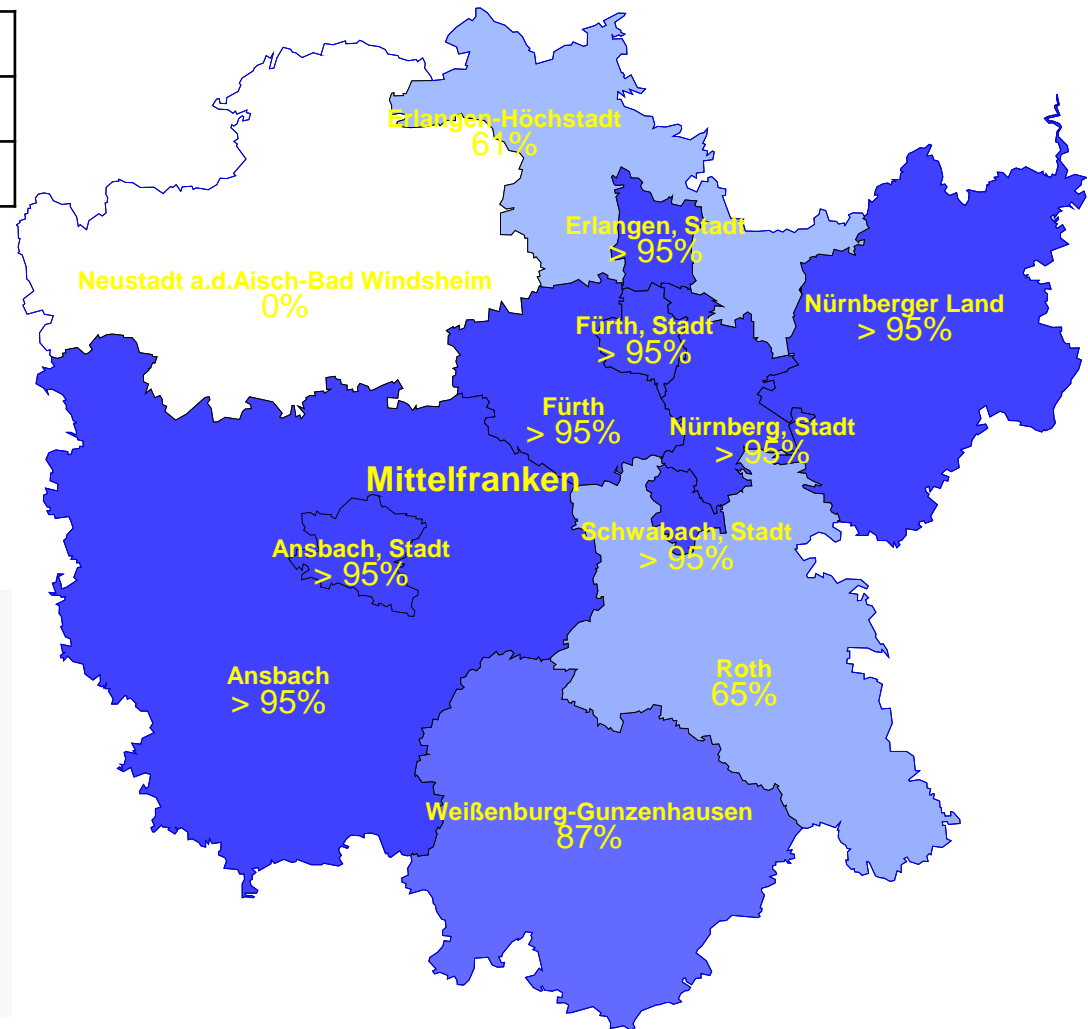 Erlangen-Höchstadt
61%
Erlangen, Stadt
> 95%
Neustadt a.d.Aisch-Bad Windsheim
0%
Nürnberger Land
> 95%
Fürth, Stadt
> 95%
Fürth
> 95%
Nürnberg, Stadt
> 95%
Mittelfranken
Schwabach, Stadt
> 95%
Ansbach, Stadt
> 95%
Ansbach
> 95%
Roth
65%
Weißenburg-Gunzenhausen
87%